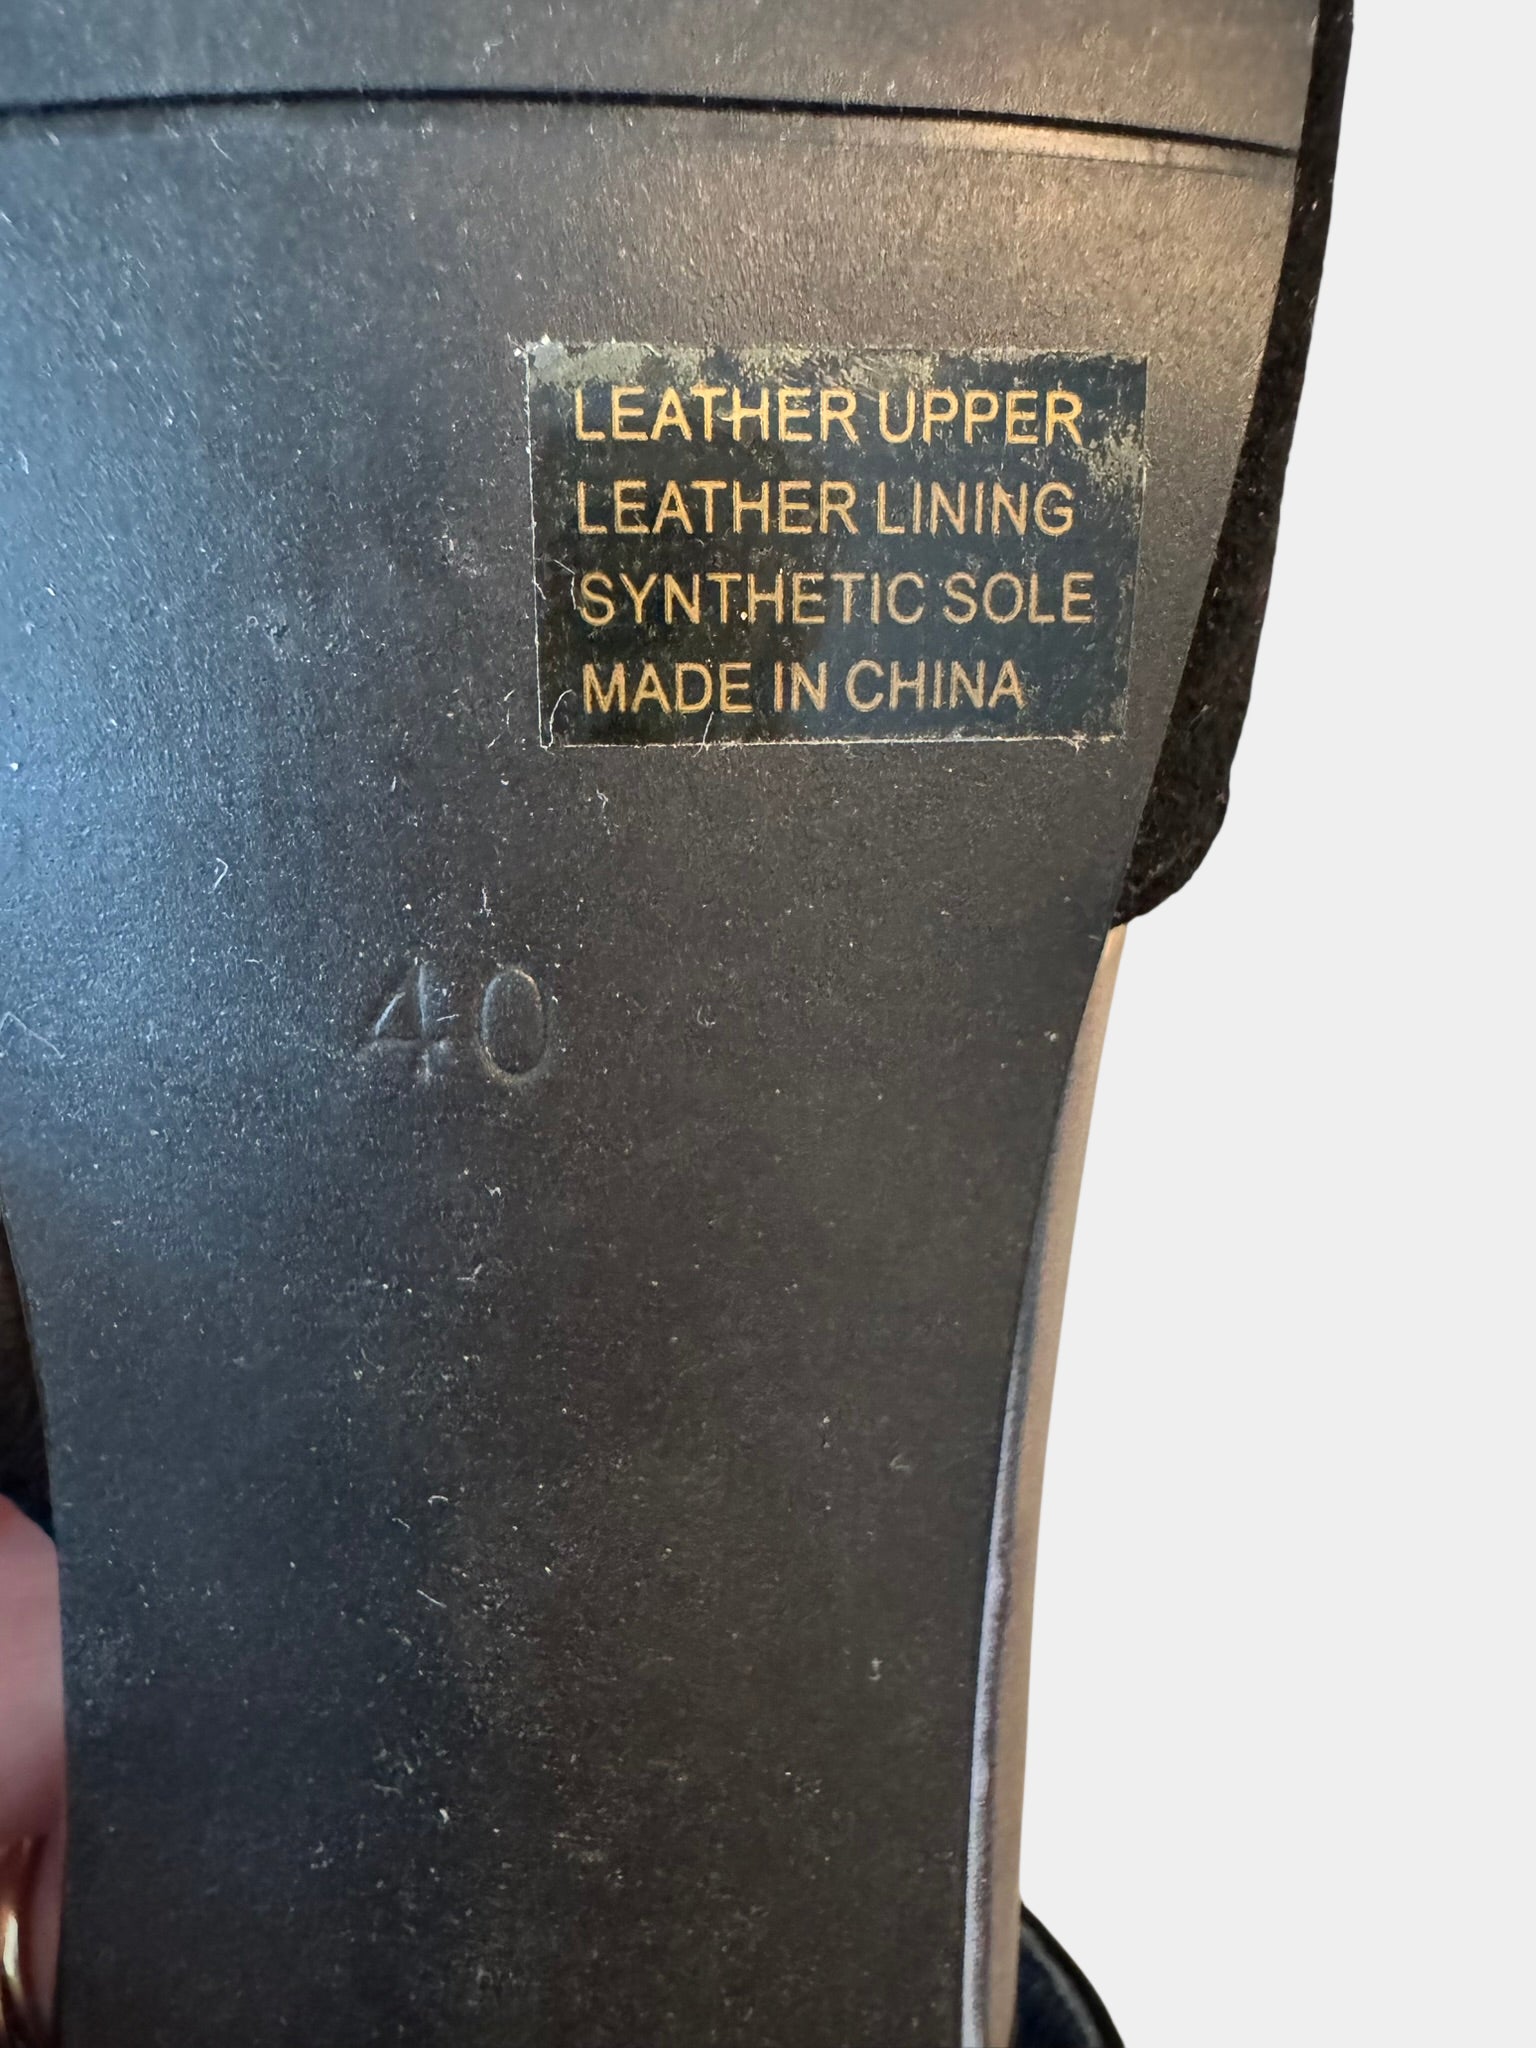 LEATHER UPPER
LEATHER LINING
SYNTHETIC SOLE
MADE IN CHINA
40